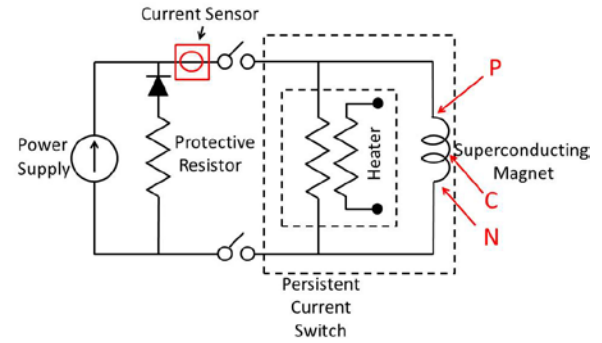 Current Sensor
P
Power
Supply
Protective
Resistor
Heater
Superconducting
Magnet
C
N
Persistent
Current
Switch